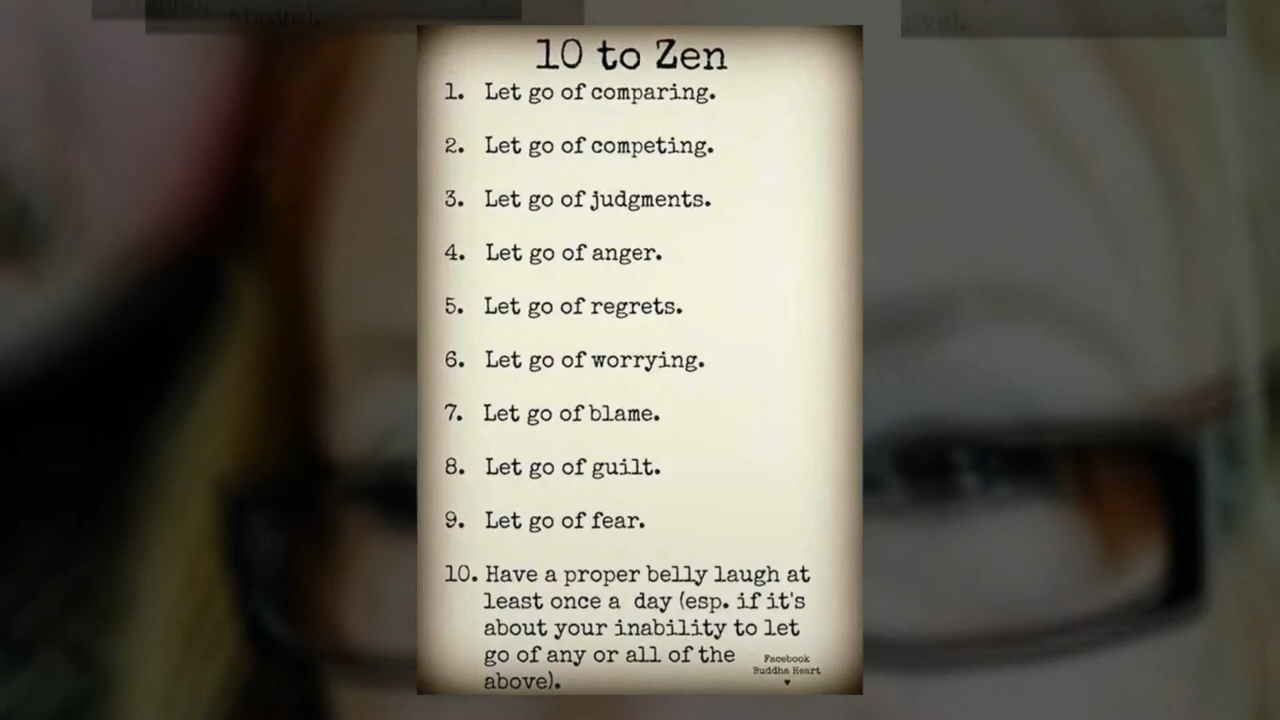 above).
ove).
10 to Zen
1. Let go of comparing.
2. Let go of competing.
3. Let go of judgments.
4. Let go of anger.
5. Let go of regrets.
6. Let go of worrying.
7. Let go of blame.
8. Let go of guilt.
9. Let go of fear.
10. Have a proper belly laugh at
least once a day (esp. if it's
about your inability to let
go of any or all of the
above).
Facebook
Buddha Heart